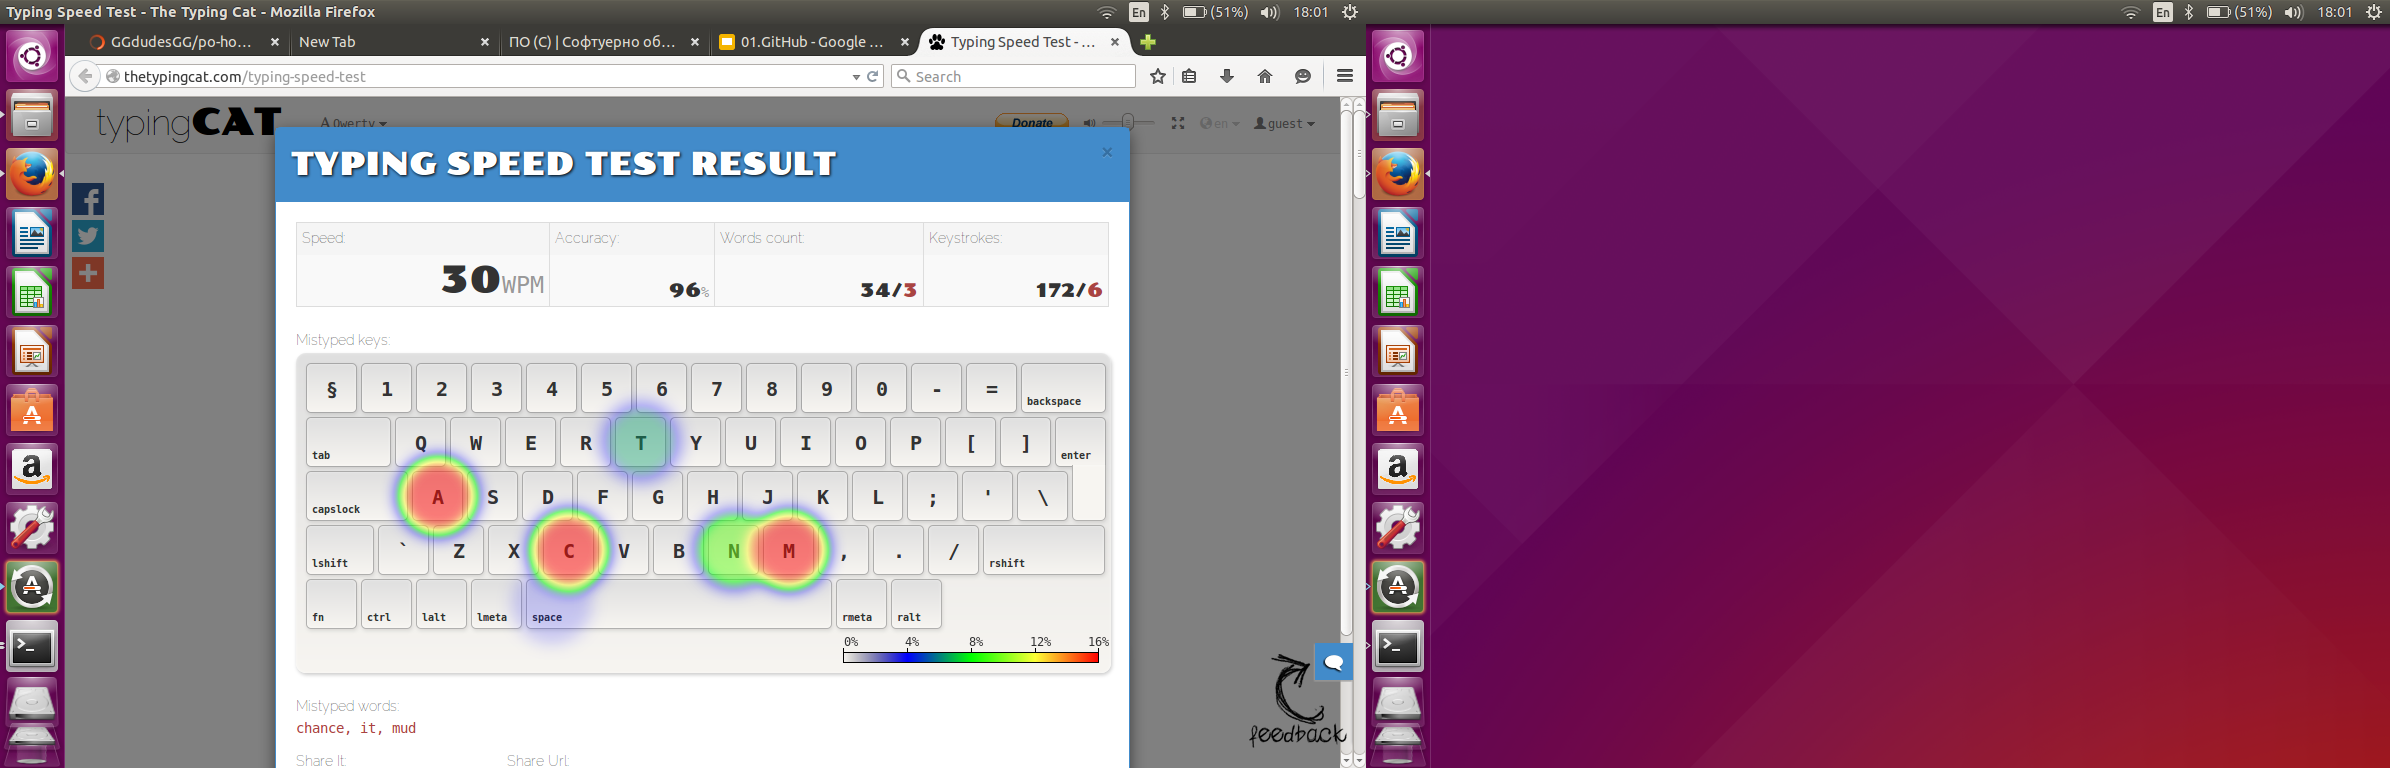 Typing Speed Test - The Typing Cat - Mozilla Firefox
En (51%) 18:01
En (51%) 18:01
GGdudesGG/po-ho... New Tab ПО (С) | Софтуерно об... 01.GitHub - Google ... Typing Speed Test - ...
thetypingcat.com/typing-speed-test
Search
typingCAT
A Qwerty
Donate
en
guest
TYPING SPEED TEST RESULT
×
Speed: Accuracy: Words count: Keystrokes:
30WPM 96% 34/3 172/6
Mistyped keys:
§ 1 2 3 4 5 6 7 8 9 0 - = backspace
tab Q W E R T Y U I O P [ ] enter
capslock A S D F G H J K L ; ' \
lshift ` Z X C V B N M , . / rshift
fn ctrl lalt lmeta space rmeta ralt
0% 4% 8% 12% 16%
Mistyped words:
chance, it, mud
Share It: Share Url:
feedback